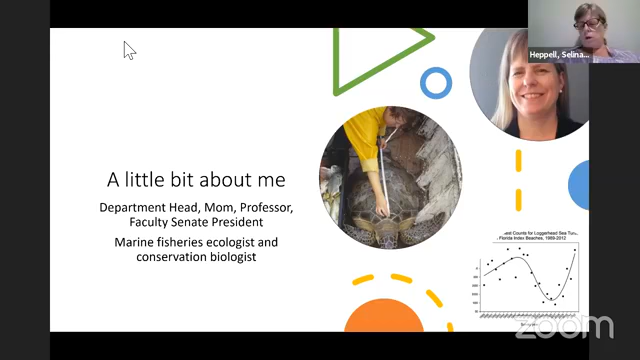 Heppell, Selina...
A little bit about me
Department Head, Mom, Professor,
Faculty Senate President
Marine fisheries ecologist and
conservation biologist
est Counts for Loggerhead Sea Tur
Florida Index Beaches, 1989-2012
zoom